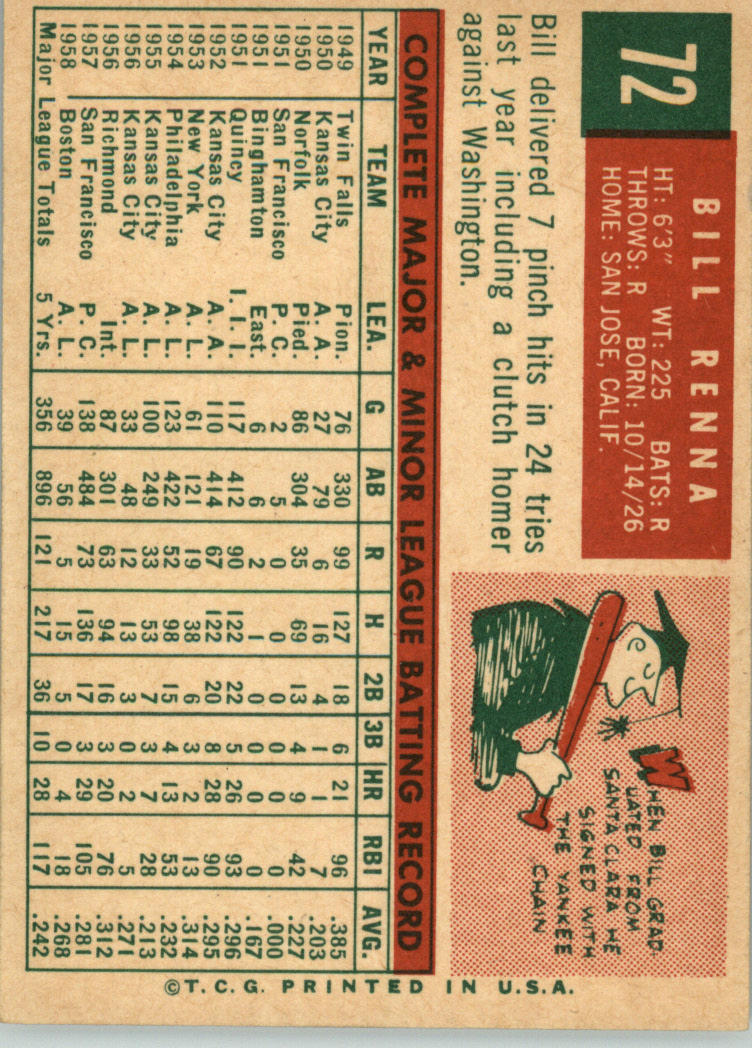 72
BILL RENNA
HT: 6'3" WT: 225 BATS: R
THROWS: R BORN: 10/14/26
HOME: SAN JOSE, CALIF.
Bill delivered 7 pinch hits in 24 tries
last year including a clutch homer
against Washington.
WHEN BILL GRAD-
UATED FROM
SANTA CLARA HE
SIGNED WITH
THE YANKEE
CHAIN
COMPLETE MAJOR & MINOR LEAGUE BATTING RECORD
YEAR TEAM LEA. G AB R H 2B 3B HR RBI AVG.
1949 Twin Falls Pion. 76 330 99 127 18 6 21 96 .385
1950 Kansas City A. A. 27 79 6 16 4 1 1 7 .203
1950 Norfolk Pied. 86 304 35 69 13 4 9 42 .227
1951 San Francisco P. C. 2 5 0 0 0 0 0 0 .000
1951 Binghamton East. 6 6 2 1 0 0 0 0 .167
1951 Quincy I. I. I. 117 412 90 122 22 5 26 93 .296
1952 Kansas City A. A. 110 414 67 122 20 8 28 90 .295
1953 New York A. L. 61 121 19 38 6 3 2 13 .314
1954 Philadelphia A. L. 123 422 52 98 15 4 13 53 .232
1955 Kansas City A. L. 100 249 33 53 7 3 7 28 .213
1956 Kansas City A. L. 33 48 12 13 3 0 2 5 .271
1956 Richmond Int. 87 301 63 94 16 3 20 76 .312
1957 San Francisco P. C. 138 484 73 136 17 3 29 105 .281
1958 Boston A. L. 39 56 5 15 5 0 4 18 .268
Major League Totals 5 Yrs. 356 896 121 217 36 10 28 117 .242
©T. C. G. PRINTED IN U.S.A.